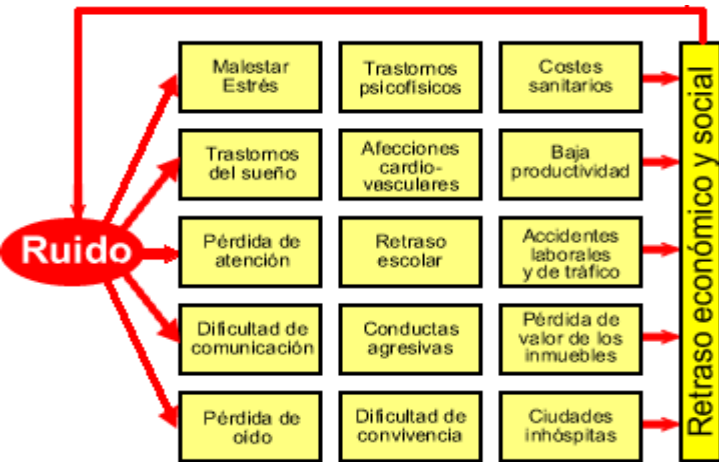 Malestar
Estrés
Trastornos
psicofísicos
Costes
sanitarios
Trastornos
del sueño
Afecciones
cardio-
vasculares
Baja
productividad
Ruido
Pérdida de
atención
Retraso
escolar
Accidentes
laborales
y de tráfico
Dificultad de
comunicación
Conductas
agresivas
Pérdida de
valor de los
inmuebles
Pérdida de
oído
Dificultad de
convivencia
Ciudades
inhóspitas
Retraso económico y social